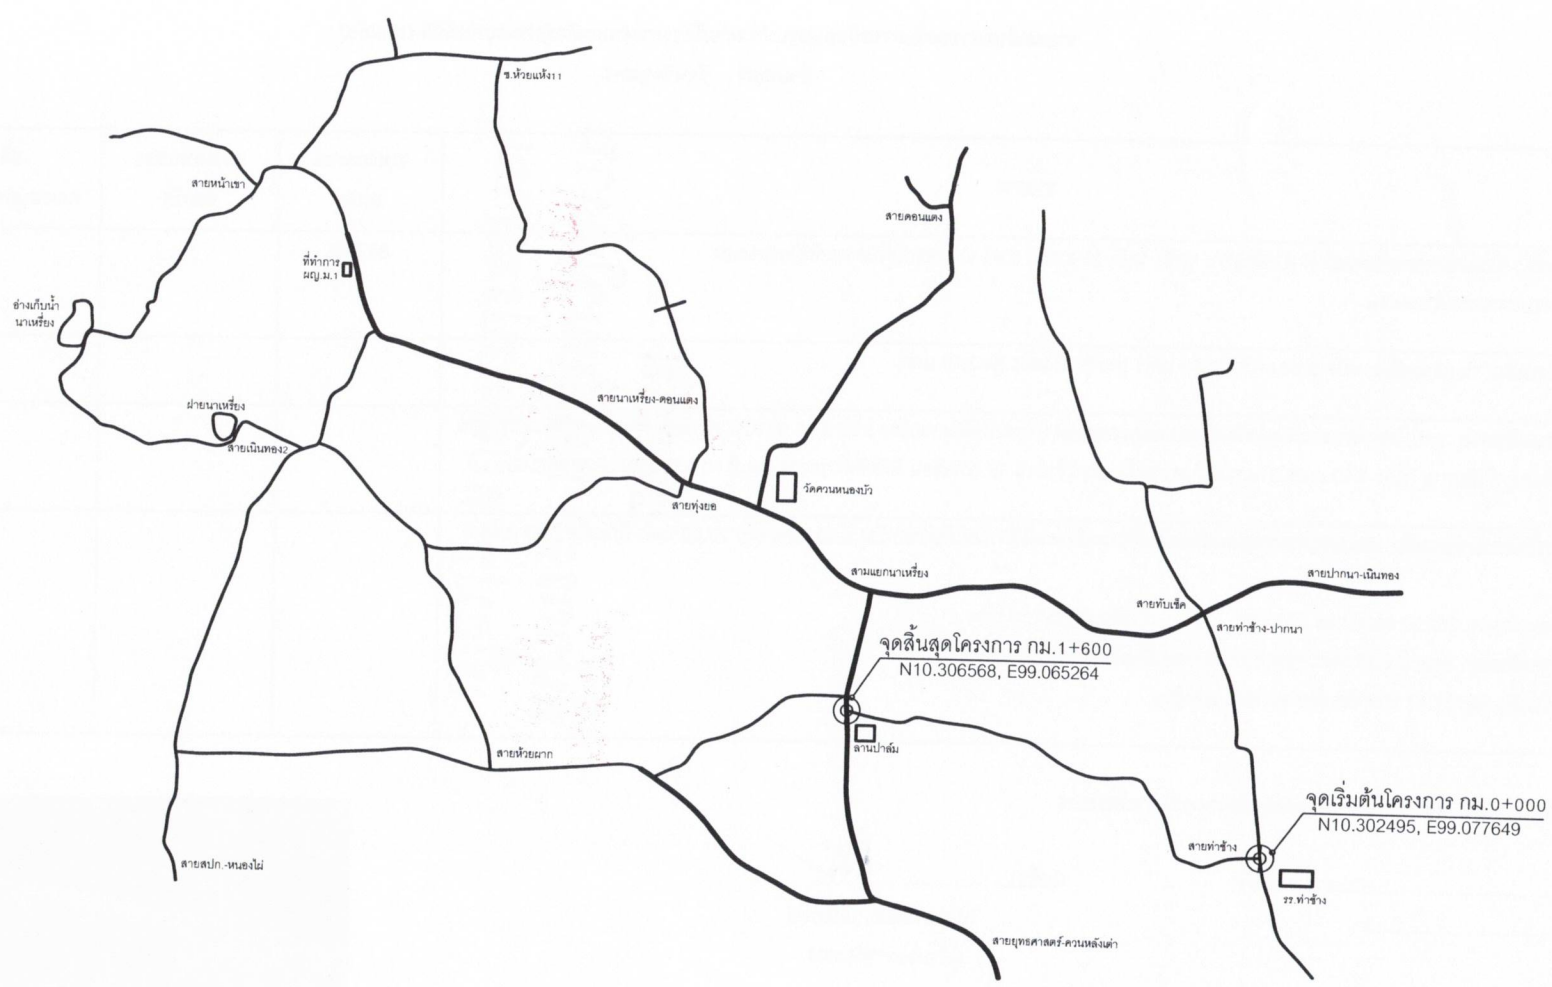 ซ.ห้วยแห้ง11
สายหน้าเขา
สายดอนแตง
ที่ทำการ
ผญ.ม.1
อ่างเก็บน้ำ
นาเหรี่ยง
ฝายนาเหรี่ยง
สายนาเหรี่ยง-ดอนแตง
สายเนินทอง2
วัดควนหนองบัว
สายทุ่งยอ
สามแยกนาเหรี่ยง
สายปากนา-เนินทอง
สายทับเช็ค
สายท่าช้าง-ปากนา
จุดสิ้นสุดโครงการ กม.1+600
N10.306568, E99.065264
ลานปาล์ม
สายห้วยผาก
จุดเริ่มต้นโครงการ กม.0+000
N10.302495, E99.077649
สายท่าช้าง
สายสปก.-หนองไผ่
รร.ท่าช้าง
สายยุทธศาสตร์-ควนหลังเต่า